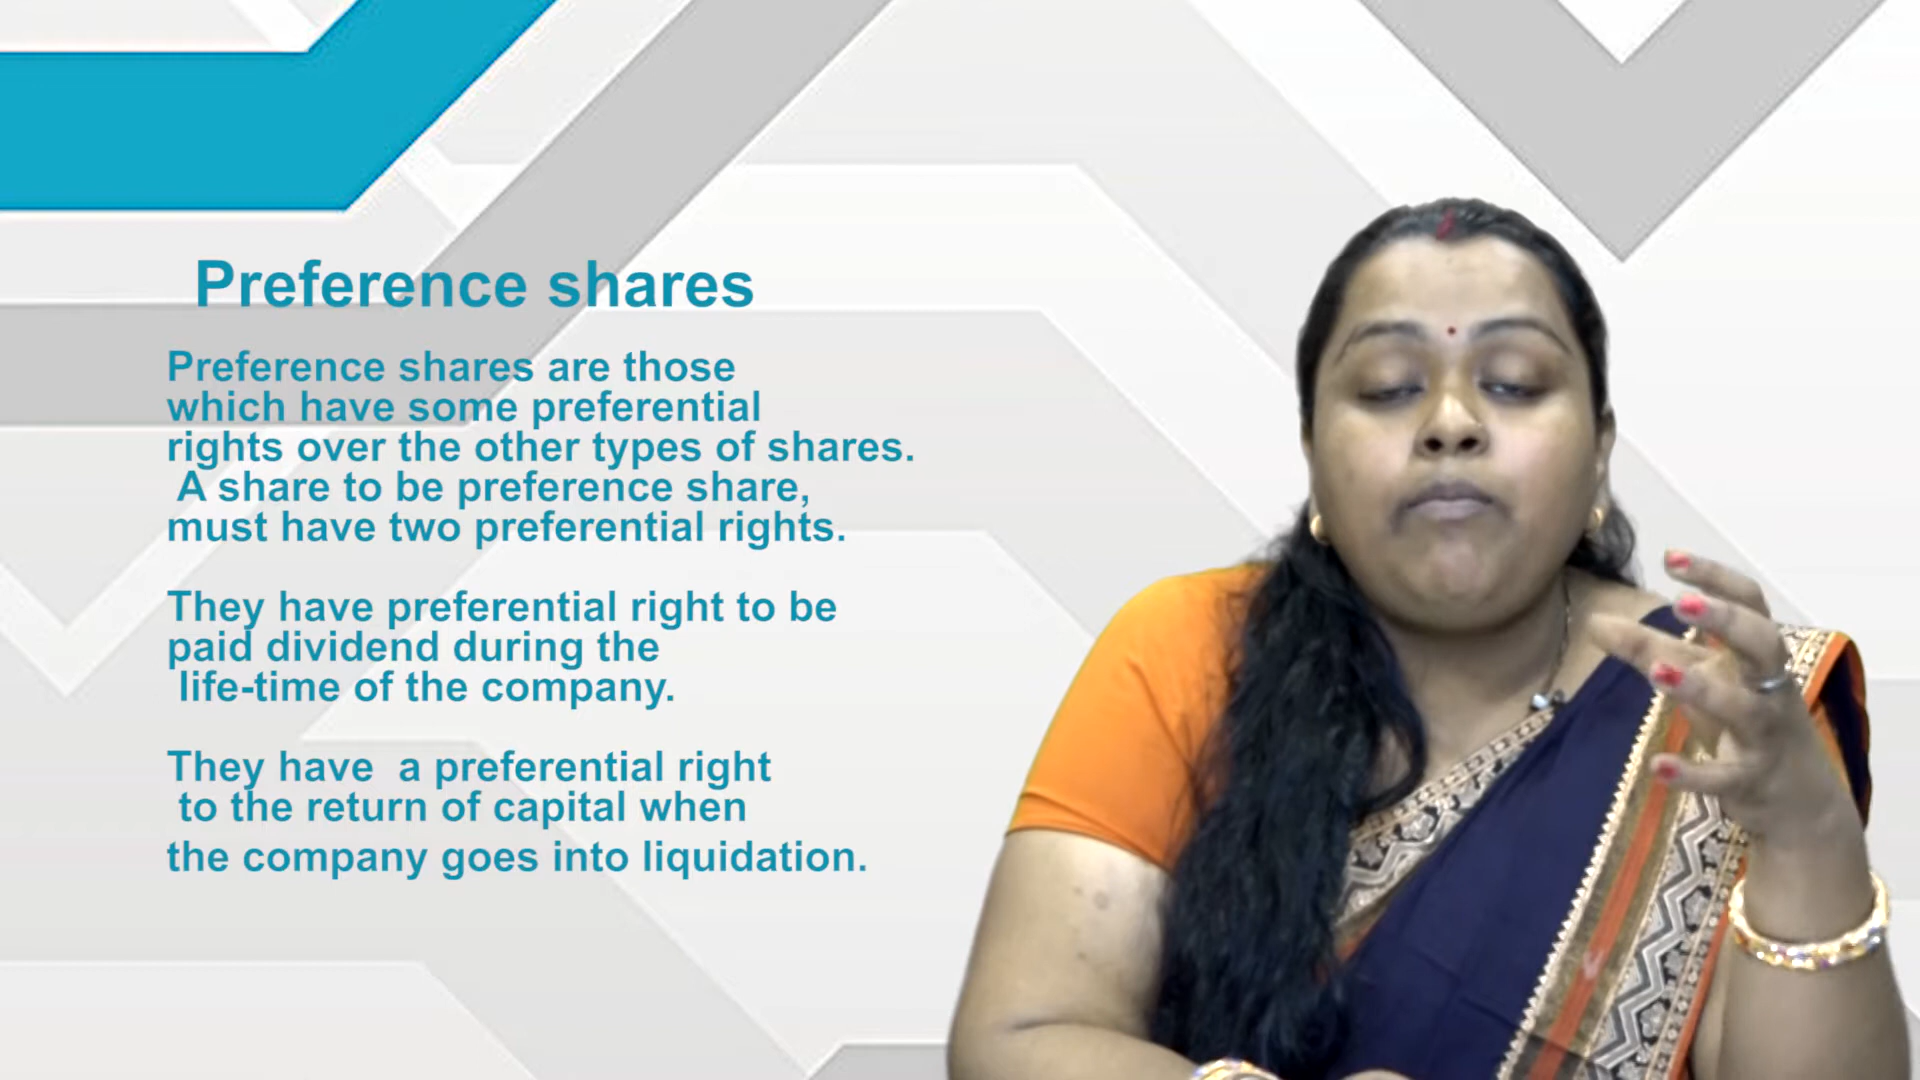 Preference shares
Preference shares are those
which have some preferential
rights over the other types of shares.
A share to be preference share,
must have two preferential rights.
They have preferential right to be
paid dividend during the
life-time of the company.
They have a preferential right
to the return of capital when
the company goes into liquidation.